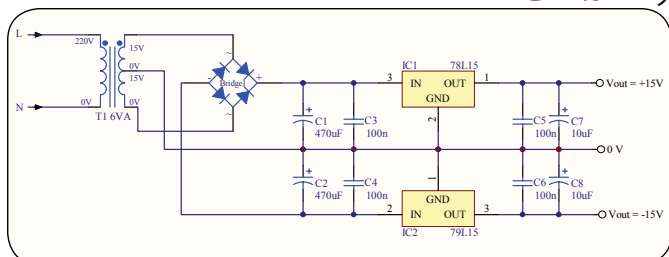 L
N
220V
0V
15V
0V
15V
0V
T1 6VA
~
-
Bridge
+
~
C1
470uF
C3
100n
C2
470uF
C4
100n
IC1
78L15
3
IN
OUT
1
GND
2
1
GND
2
IN
OUT
3
IC2
79L15
C5
100n
C7
10uF
C6
100n
C8
10uF
Vout = +15V
0 V
Vout = -15V